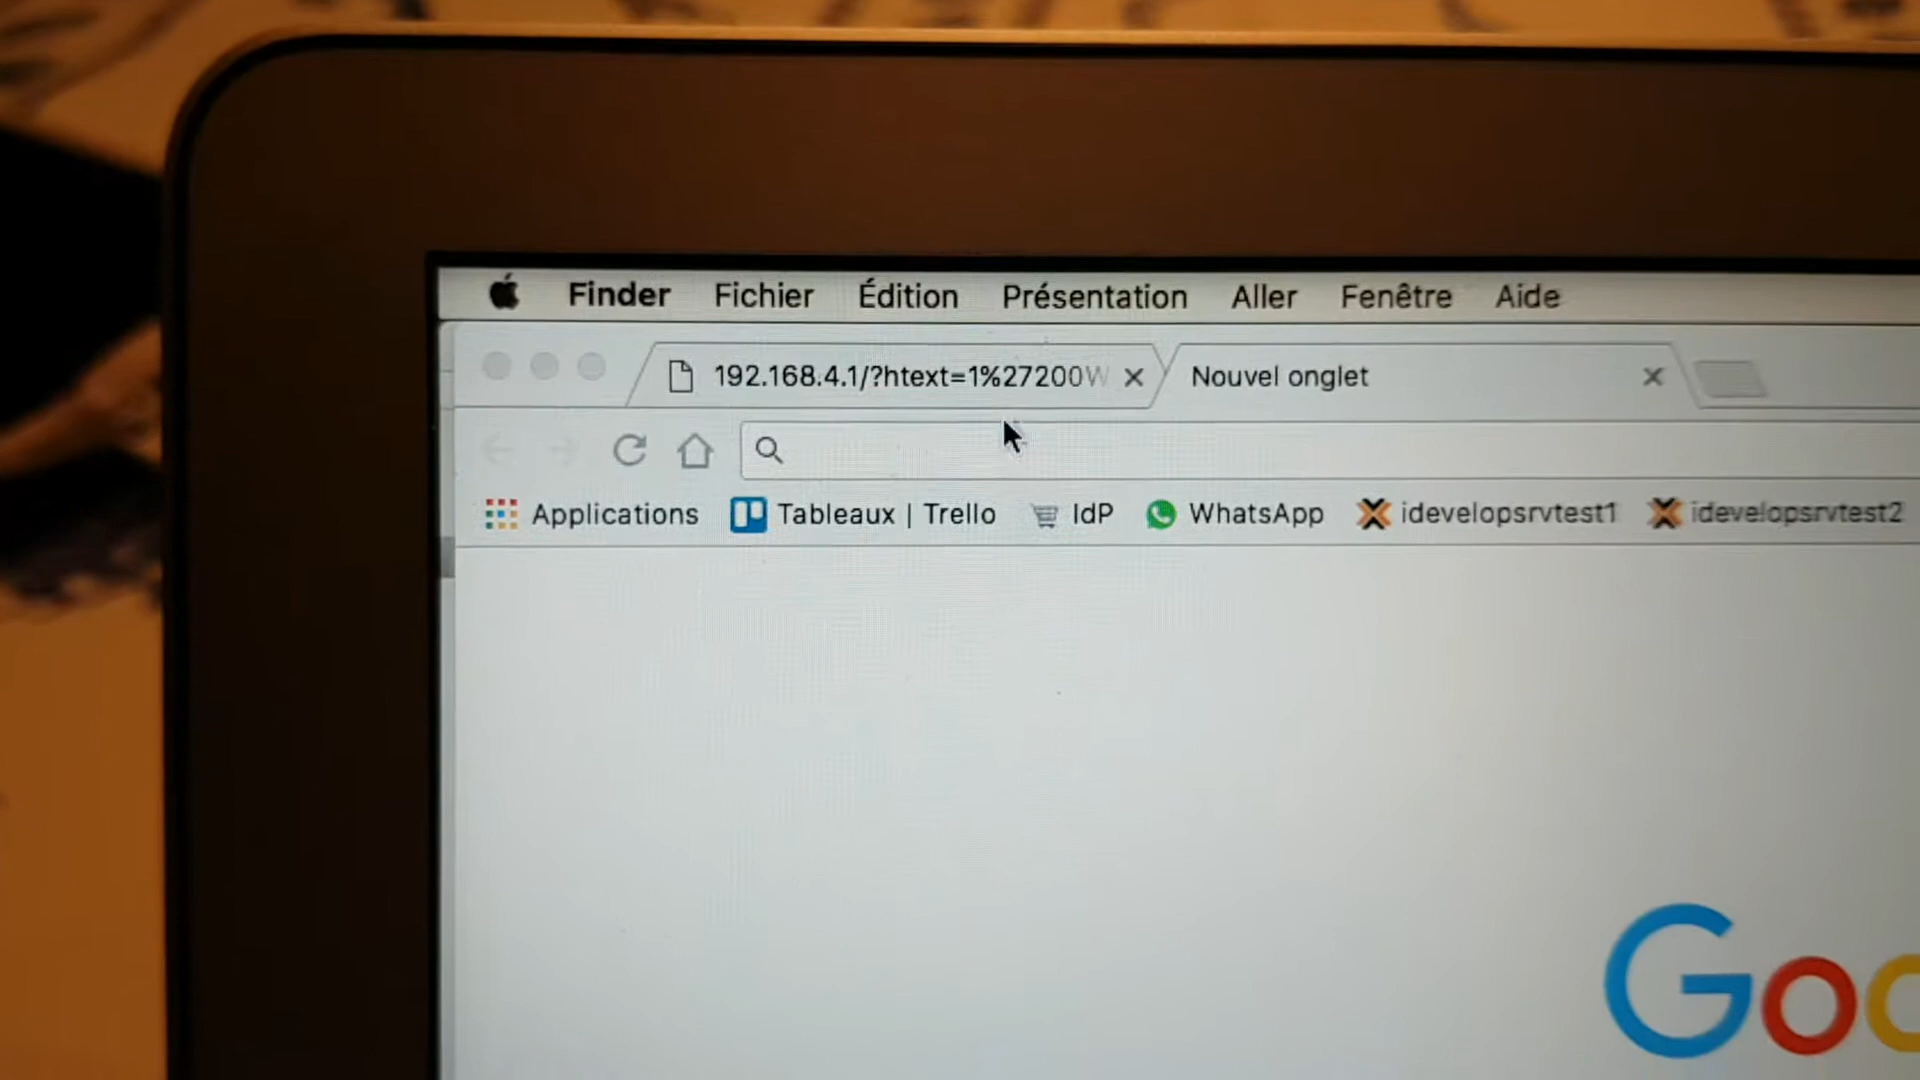 Finder Fichier Édition Présentation Aller Fenêtre Aide
192.168.4.1/?htext=1%27200W Nouvel onglet
Applications Tableaux | Trello IdP WhatsApp idevelopsrvtest1 idevelopsrvtest2
Goo